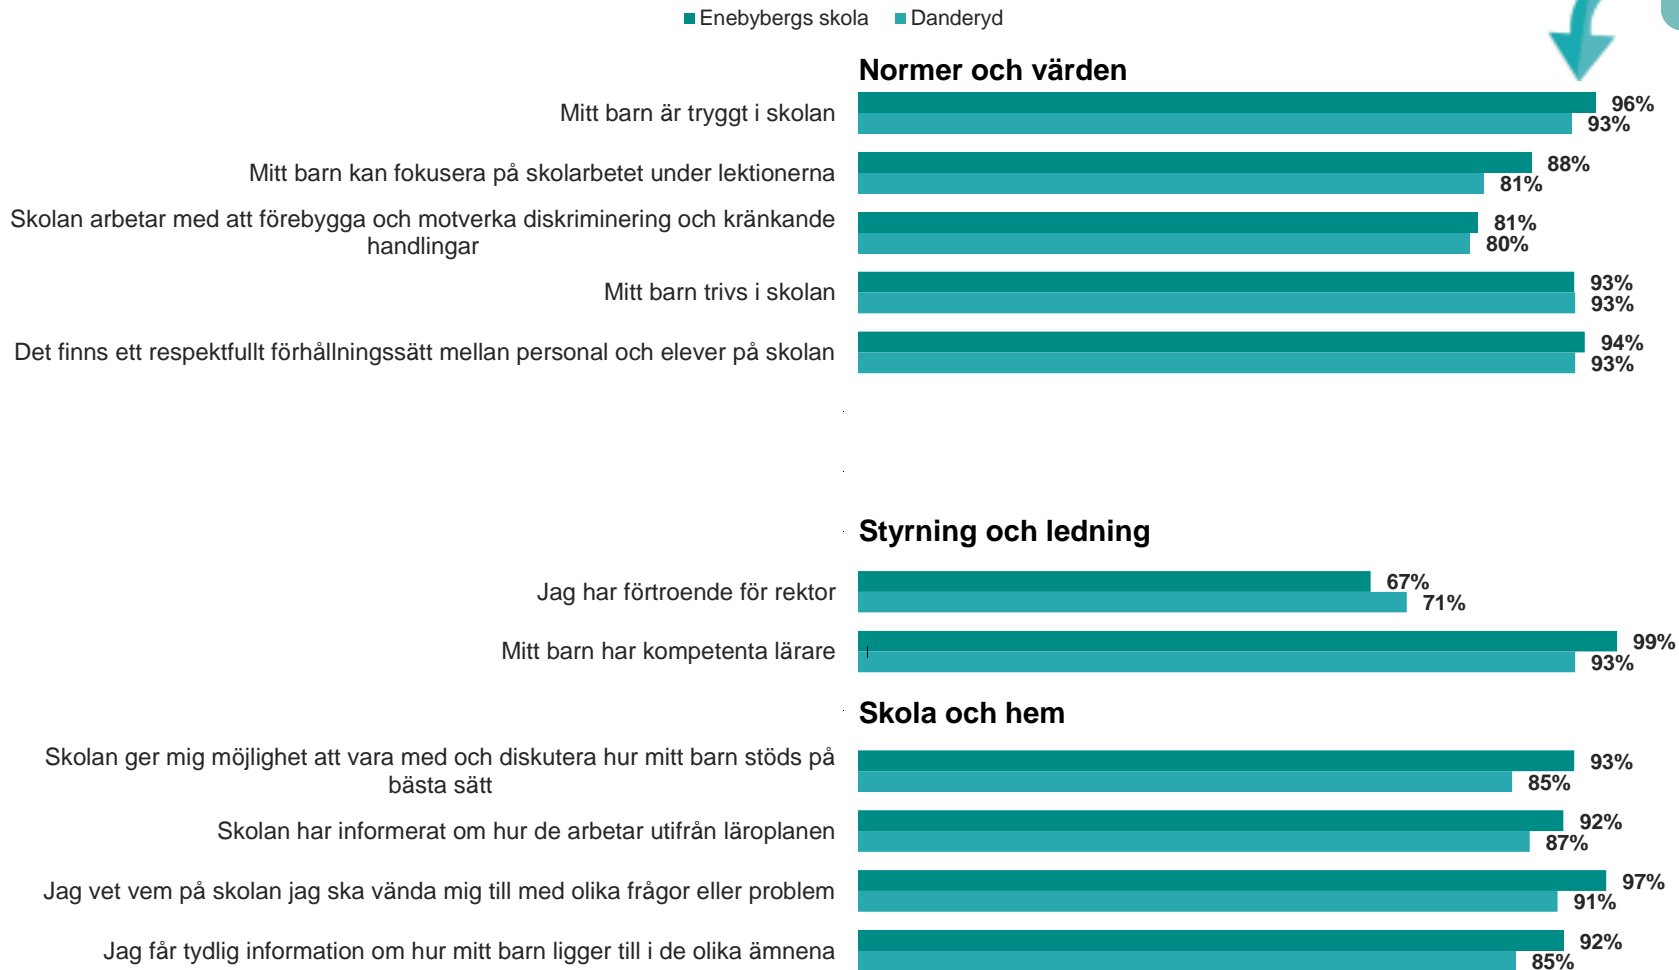 Enebybergs skola Danderyd
Normer och värden
Mitt barn är tryggt i skolan 96%
93%
Mitt barn kan fokusera på skolarbetet under lektionerna 88%
81%
Skolan arbetar med att förebygga och motverka diskriminering och kränkande
handlingar
81%
80%
Mitt barn trivs i skolan 93%
93%
Det finns ett respektfullt förhållningssätt mellan personal och elever på skolan 94%
93%
Styrning och ledning
Jag har förtroende för rektor 67%
71%
Mitt barn har kompetenta lärare 99%
93%
Skola och hem
Skolan ger mig möjlighet att vara med och diskutera hur mitt barn stöds på
bästa sätt
93%
85%
Skolan har informerat om hur de arbetar utifrån läroplanen 92%
87%
Jag vet vem på skolan jag ska vända mig till med olika frågor eller problem 97%
91%
Jag får tydlig information om hur mitt barn ligger till i de olika ämnena 92%
85%